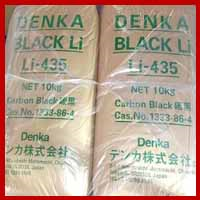 DENKA
BLACK Li
Li-435
NET 10kg
Carbon Black
Cas.No.1333-86-4
Denka
デンカ株式会社
DENKA
BLACK Li
Li-435
NET 10kg
Carbon Black
Cas.No.1333-86-4
Denka
デンカ株式会社